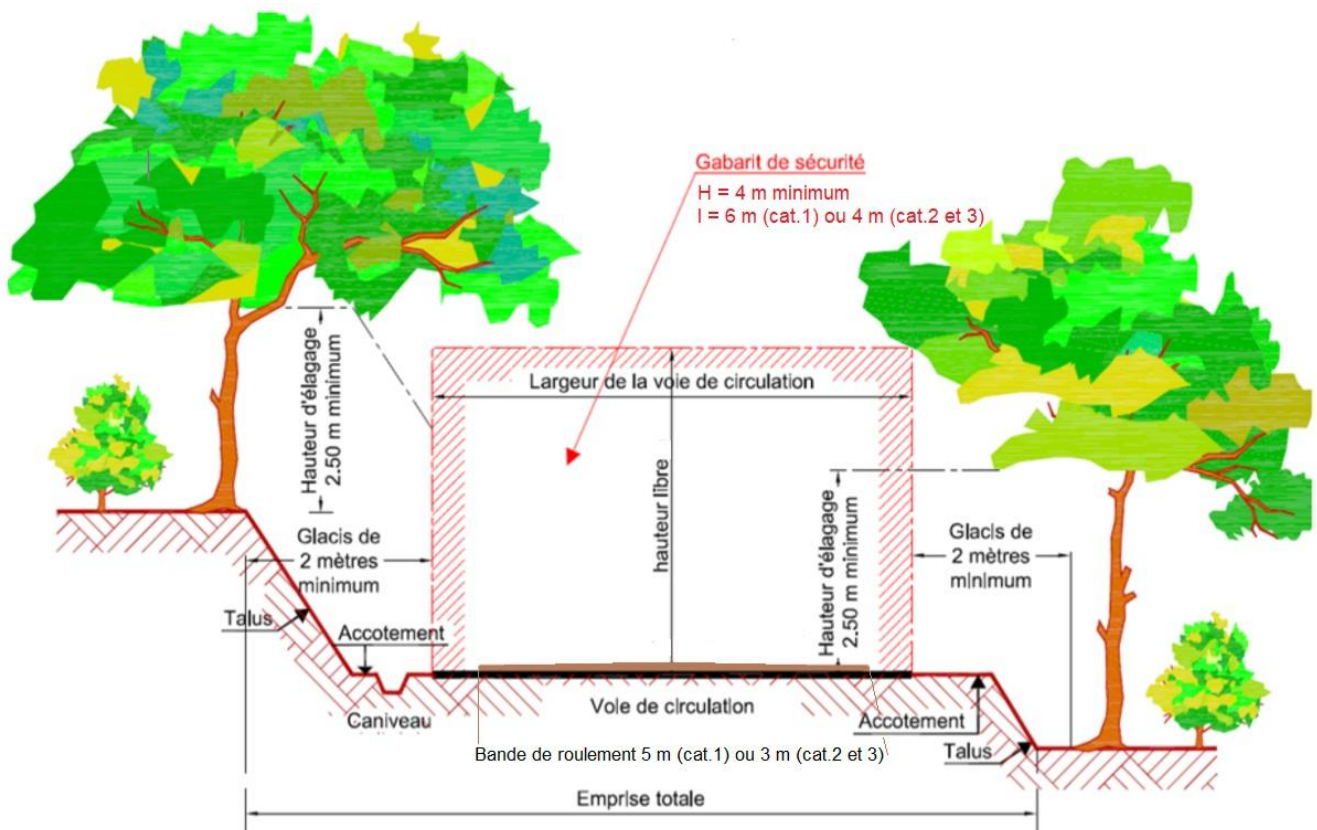 Gabarit de sécurité
H = 4 m minimum
l = 6 m (cat.1) ou 4 m (cat.2 et 3)
Hauteur d'élagage
2.50 m minimum
Largeur de la voie de circulation
hauteur libre
Hauteur d'élagage
2.50 m minimum
Glacis de
2 mètres
minimum
Glacis de
2 mètres
minimum
Talus
Accotement
Caniveau
Voie de circulation
Accotement
Talus
Bande de roulement 5 m (cat.1) ou 3 m (cat.2 et 3)
Emprise totale